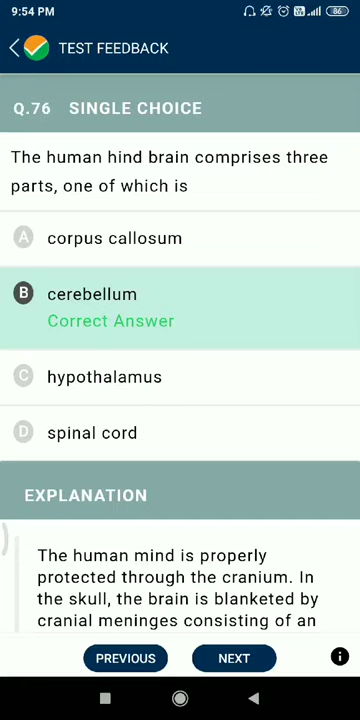 9:54 PM
86
TEST FEEDBACK
Q.76 SINGLE CHOICE
The human hind brain comprises three
parts, one of which is
A corpus callosum
B cerebellum
Correct Answer
C hypothalamus
D spinal cord
EXPLANATION
The human mind is properly
protected through the cranium. In
the skull, the brain is blanketed by
cranial meninges consisting of an
PREVIOUS NEXT